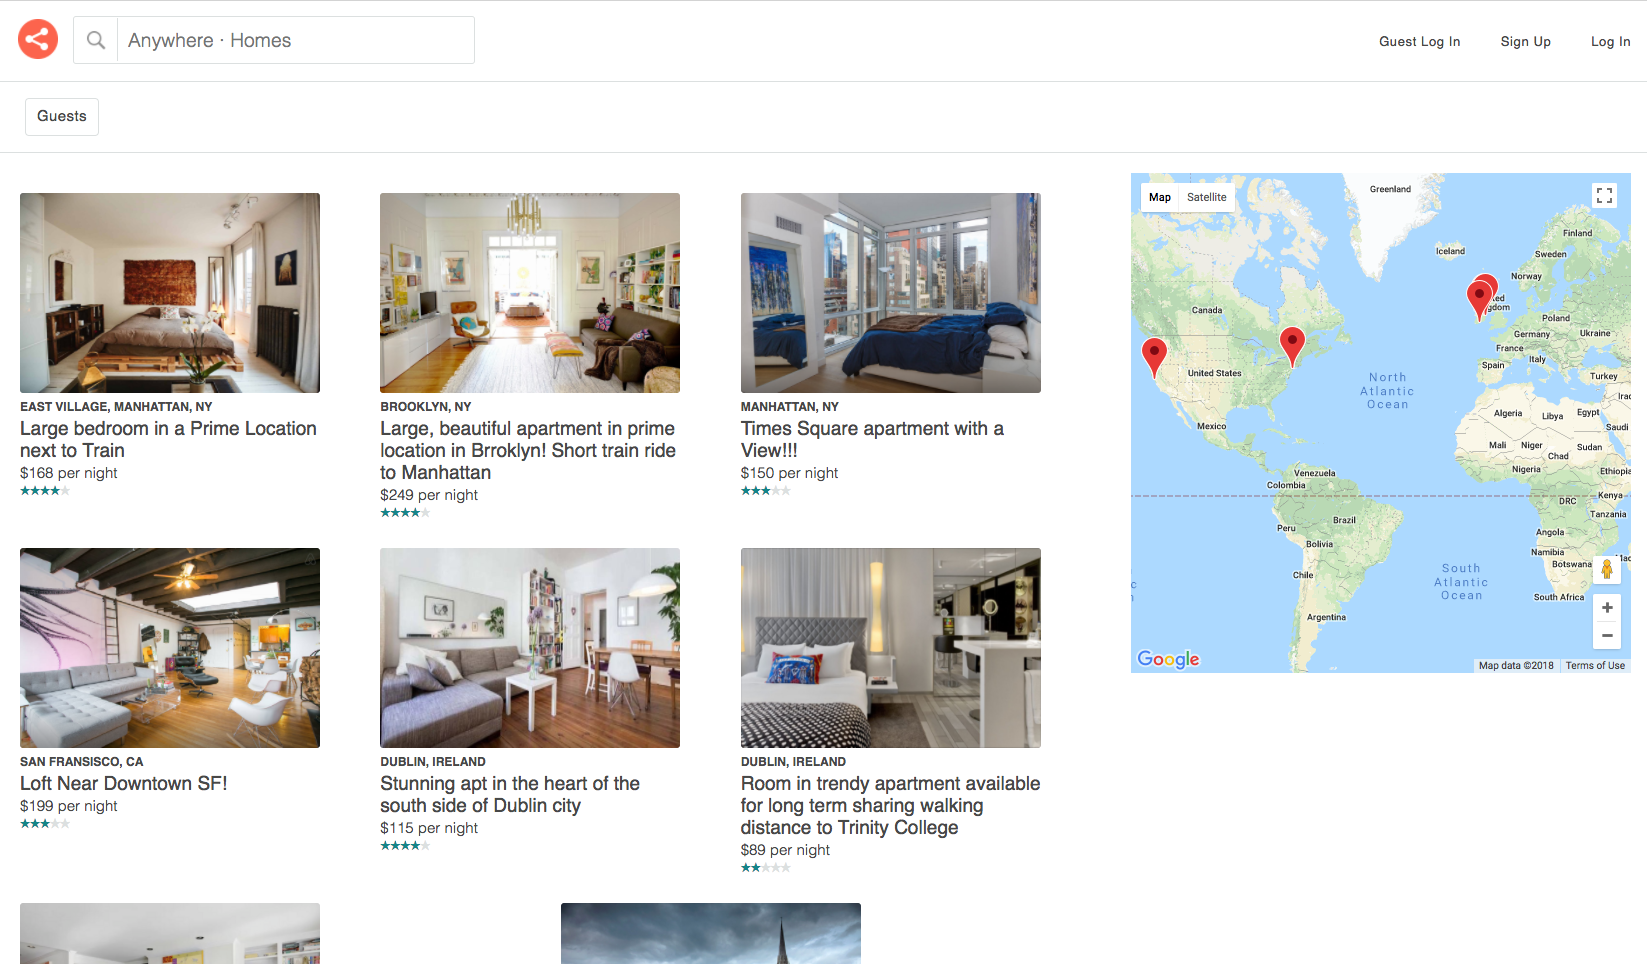 Anywhere · Homes
Guest Log In
Sign Up
Log In
Guests
EAST VILLAGE, MANHATTAN, NY
Large bedroom in a Prime Location
next to Train
$168 per night
BROOKLYN, NY
Large, beautiful apartment in prime
location in Brroklyn! Short train ride
to Manhattan
$249 per night
MANHATTAN, NY
Times Square apartment with a
View!!!
$150 per night
SAN FRANSISCO, CA
Loft Near Downtown SF!
$199 per night
DUBLIN, IRELAND
Stunning apt in the heart of the
south side of Dublin city
$115 per night
DUBLIN, IRELAND
Room in trendy apartment available
for long term sharing walking
distance to Trinity College
$89 per night
Map
Satellite
Greenland
Iceland
Finland
Sweden
Norway
Canada
Poland
Germany
Ukraine
France
Italy
Spain
Turkey
United States
North
Atlantic
Ocean
Mexico
Algeria
Libya
Egypt
Saudi
Mali
Niger
Chad
Sudan
Nigeria
Ethiopia
Venezuela
Colombia
DRC
Kenya
Tanzania
Peru
Brazil
Angola
Bolivia
Namibia
Botswana
Chile
South
Atlantic
Ocean
South Africa
Argentina
Google
Map data ©2018
Terms of Use